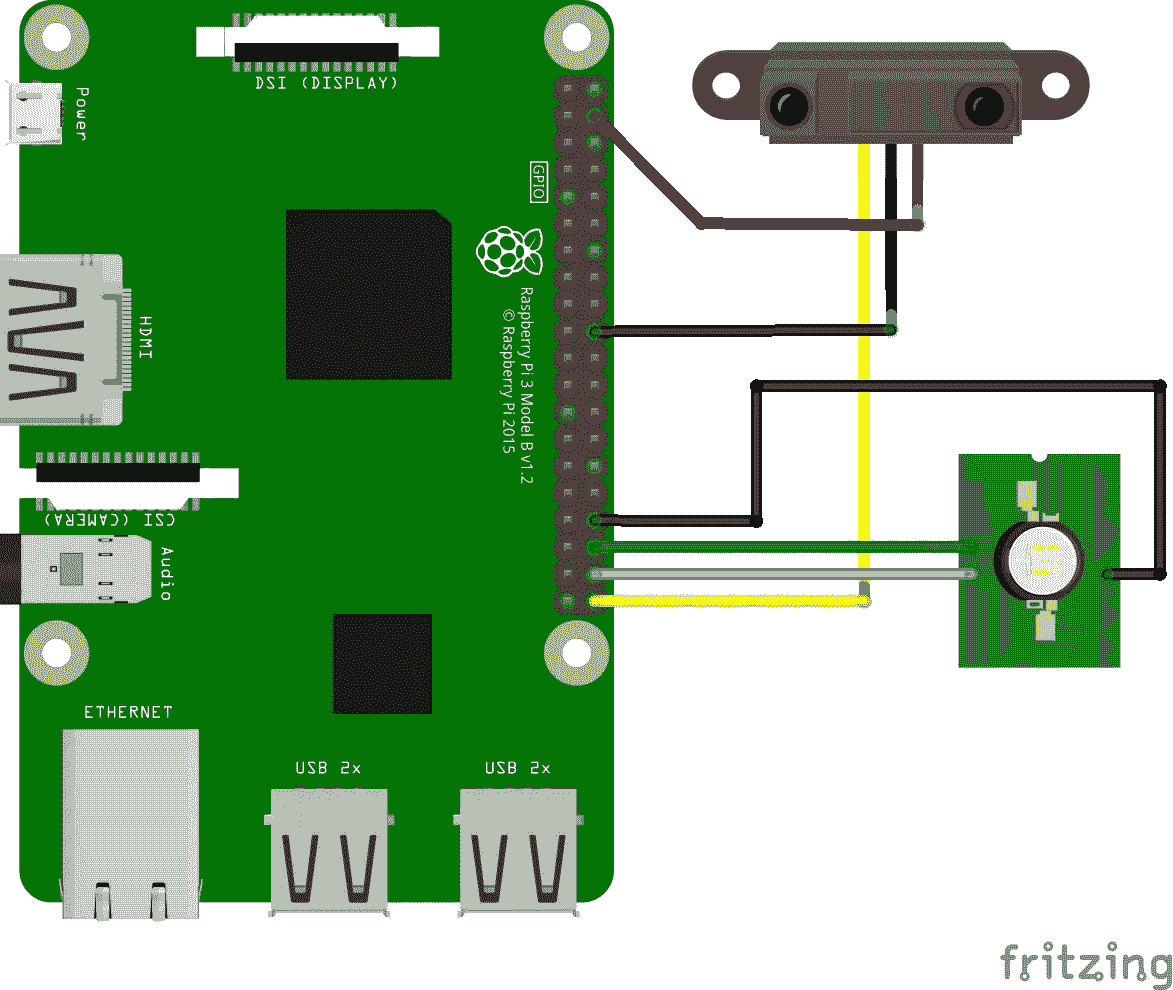 DSI (DISPLAY)
Power
GPIO
Raspberry Pi 3 Model B v1.2
© Raspberry Pi 2015
HDMI
CSI (CAMERA)
Audio
ETHERNET
USB 2x
USB 2x
fritzing